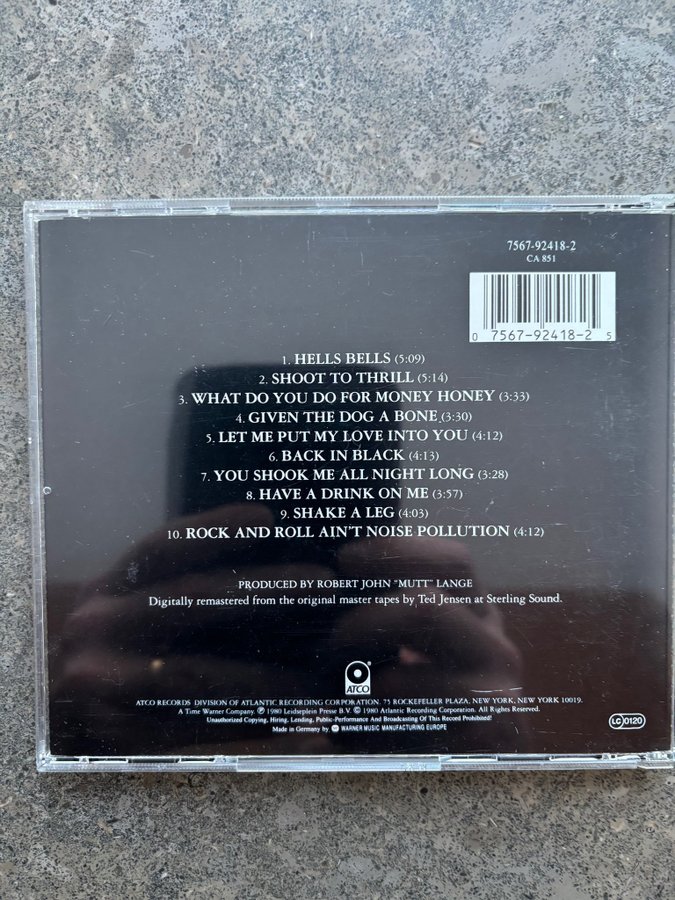 7567-92418-2
CA 851
0 7567-92418-2 5
1. HELLS BELLS (5:09)
2. SHOOT TO THRILL (5:14)
3. WHAT DO YOU DO FOR MONEY HONEY (3:33)
4. GIVEN THE DOG A BONE (3:30)
5. LET ME PUT MY LOVE INTO YOU (4:12)
6. BACK IN BLACK (4:13)
7. YOU SHOOK ME ALL NIGHT LONG (3:28)
8. HAVE A DRINK ON ME (3:57)
9. SHAKE A LEG (4:03)
10. ROCK AND ROLL AIN'T NOISE POLLUTION (4:12)
PRODUCED BY ROBERT JOHN "MUTT" LANGE
Digitally remastered from the original master tapes by Ted Jensen at Sterling Sound.
ATCO
ATCO RECORDS DIVISION OF ATLANTIC RECORDING CORPORATION. 75 ROCKEFELLER PLAZA, NEW YORK, NEW YORK 10019.
A Time Warner Company. ℗ 1980 Leidseplein Presse B.V. © 1980 Atlantic Recording Corporation. All Rights Reserved.
Unauthorized Copying, Hiring, Lending, Public-Performance And Broadcasting Of This Record Prohibited!
Made in Germany by WARNER MUSIC MANUFACTURING EUROPE
LC 0120